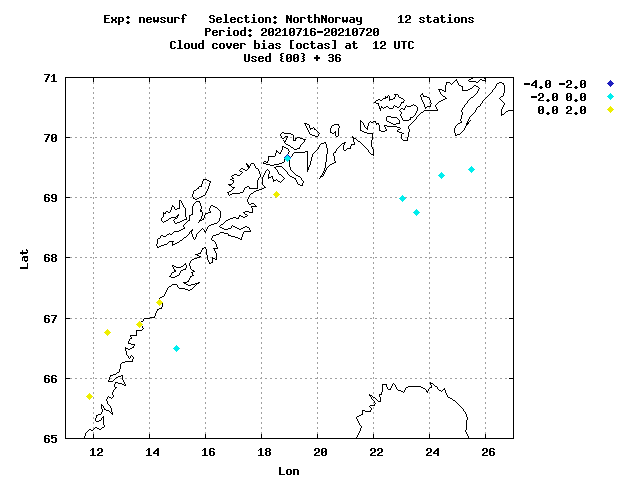 Exp: newsurf Selection: NorthNorway 12 stations
Period: 20210716-20210720
Cloud cover bias [octas] at 12 UTC
Used {00} + 36
-4.0 -2.0
-2.0 0.0
0.0 2.0
71
70
69
68
67
66
65
Lat
12 14 16 18 20 22 24 26
Lon